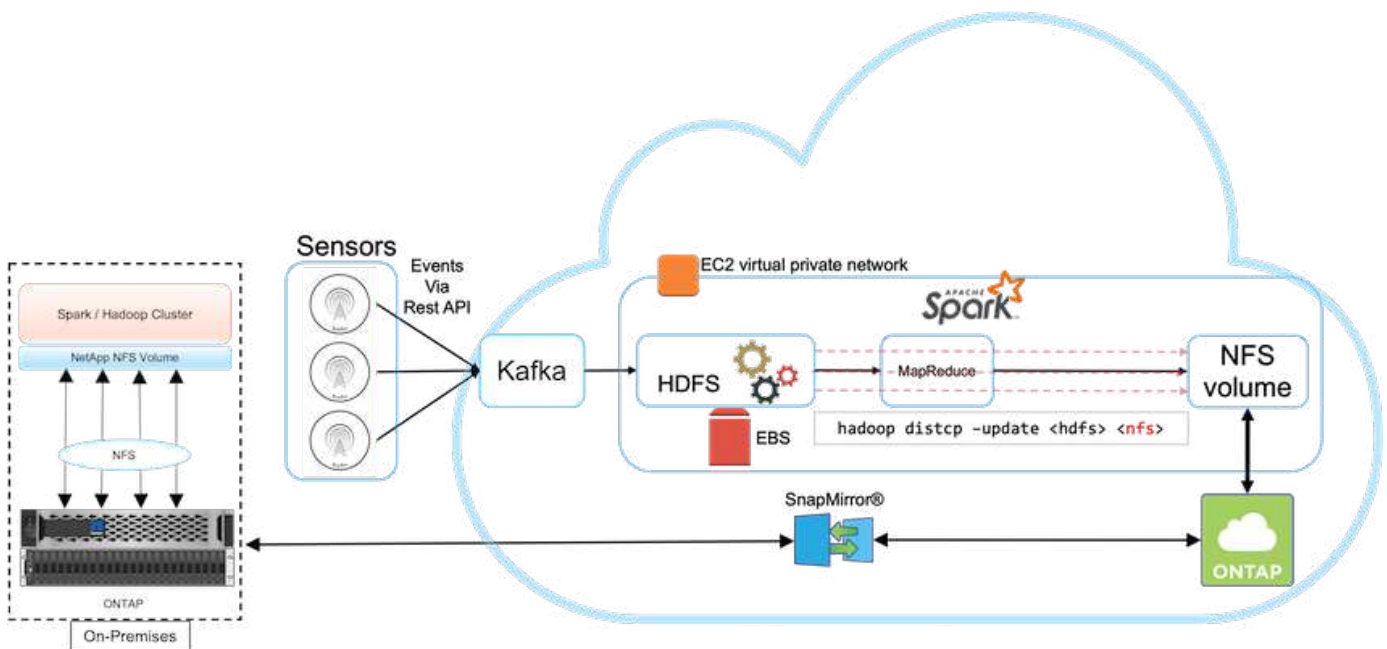 Spark / Hadoop Cluster
NetApp NFS Volume
NFS
ONTAP
On-Premises
Sensors
Events
Via
Rest API
Kafka
EC2 virtual private network
APACHE
Spark
HDFS
EBS
MapReduce
NFS
volume
hadoop distcp -update <hdfs> <nfs>
SnapMirror®
ONTAP